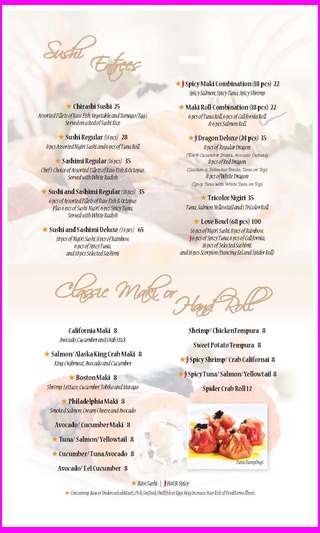 Sushi Entrees
★ Chirashi Sushi 25
Assorted Fillets of Raw Fish, Vegetable and Tamago (Egg).
Served on a Bed of Sushi Rice
★ Sushi Regular (14 pcs) 28
8 pcs Assorted Nigiri Sushi and 6 pcs of Tuna Roll
★ Sashimi Regular (16 pcs) 35
Chef's Choice of Assorted Fillets of Raw Fish & Octopus.
Served with White Radish
★ Sushi and Sashimi Regular (18 pcs) 35
6 pcs of Assorted Fillets of Raw Fish & Octopus
Plus 6 pcs of Sushi Nigiri, 6 pcs Spicy Tuna,
Served with White Radish
★ Sushi and Sashimi Deluxe (34 pcs) 65
10 pcs of Nigiri Sushi, 8 pcs of Rainbow,
6 pcs of Spicy Tuna,
and 10 pcs Selected Sashimi
★ Spicy Maki Combination (18 pcs) 22
Spicy Salmon, Spicy Tuna, Spicy Shrimp
★ Maki Roll Combination (18 pcs) 22
6 pcs of Tuna Roll, 6 pcs of California Roll
& 6 pcs Salmon Roll
★ Dragon Deluxe (24 pcs) 35
8 pcs of Regular Dragon
(Eel & Cucumber Inside, Avocado Outside)
8 pcs of Red Dragon
8 pcs of White Dragon
(Spicy Tuna with White Tuna on Top)
★ Tricolor Nigiri 35
Tuna, Salmon, Yellowtail and 1 Tricolor Roll
★ Love Boat (68 pcs) 100
16 pcs of Nigiri Sushi, 8 pcs of Rainbow,
6 pcs of Spicy Tuna, 6 pcs of California,
16 pcs of Selected Sashimi,
and 16 pcs Scorpion (Dancing Eel and Spider Roll)
Classic Maki or Hand Roll
California Maki 8
Avocado, Cucumber and Crab Stick
★ Salmon/ Alaska King Crab Maki 8
King Crabmeat, Avocado and Cucumber
★ Boston Maki 8
Shrimp, Lettuce, Cucumber, Tobiko and Masago
★ Philadelphia Maki 8
Smoked Salmon, Cream Cheese and Avocado
Avocado/ Cucumber Maki 8
★ Tuna/ Salmon/ Yellowtail 8
★ Cucumber/ Tuna Avocado 8
Avocado/ Eel Cucumber 8
Shrimp/ Chicken Tempura 8
Sweet Potato Tempura 8
★ Spicy Shrimp/ Crab Californai 8
★ Spicy Tuna/ Salmon/ Yellowtail 8
Spider Crab Roll 12
Tuna Dumplings
★ Raw Sushi | Hot & Spicy
★ Consuming Raw or Undercooked Meats, Fish, Seafood, Shellfish or Eggs May Increase Your Risk of Food Borne Illness